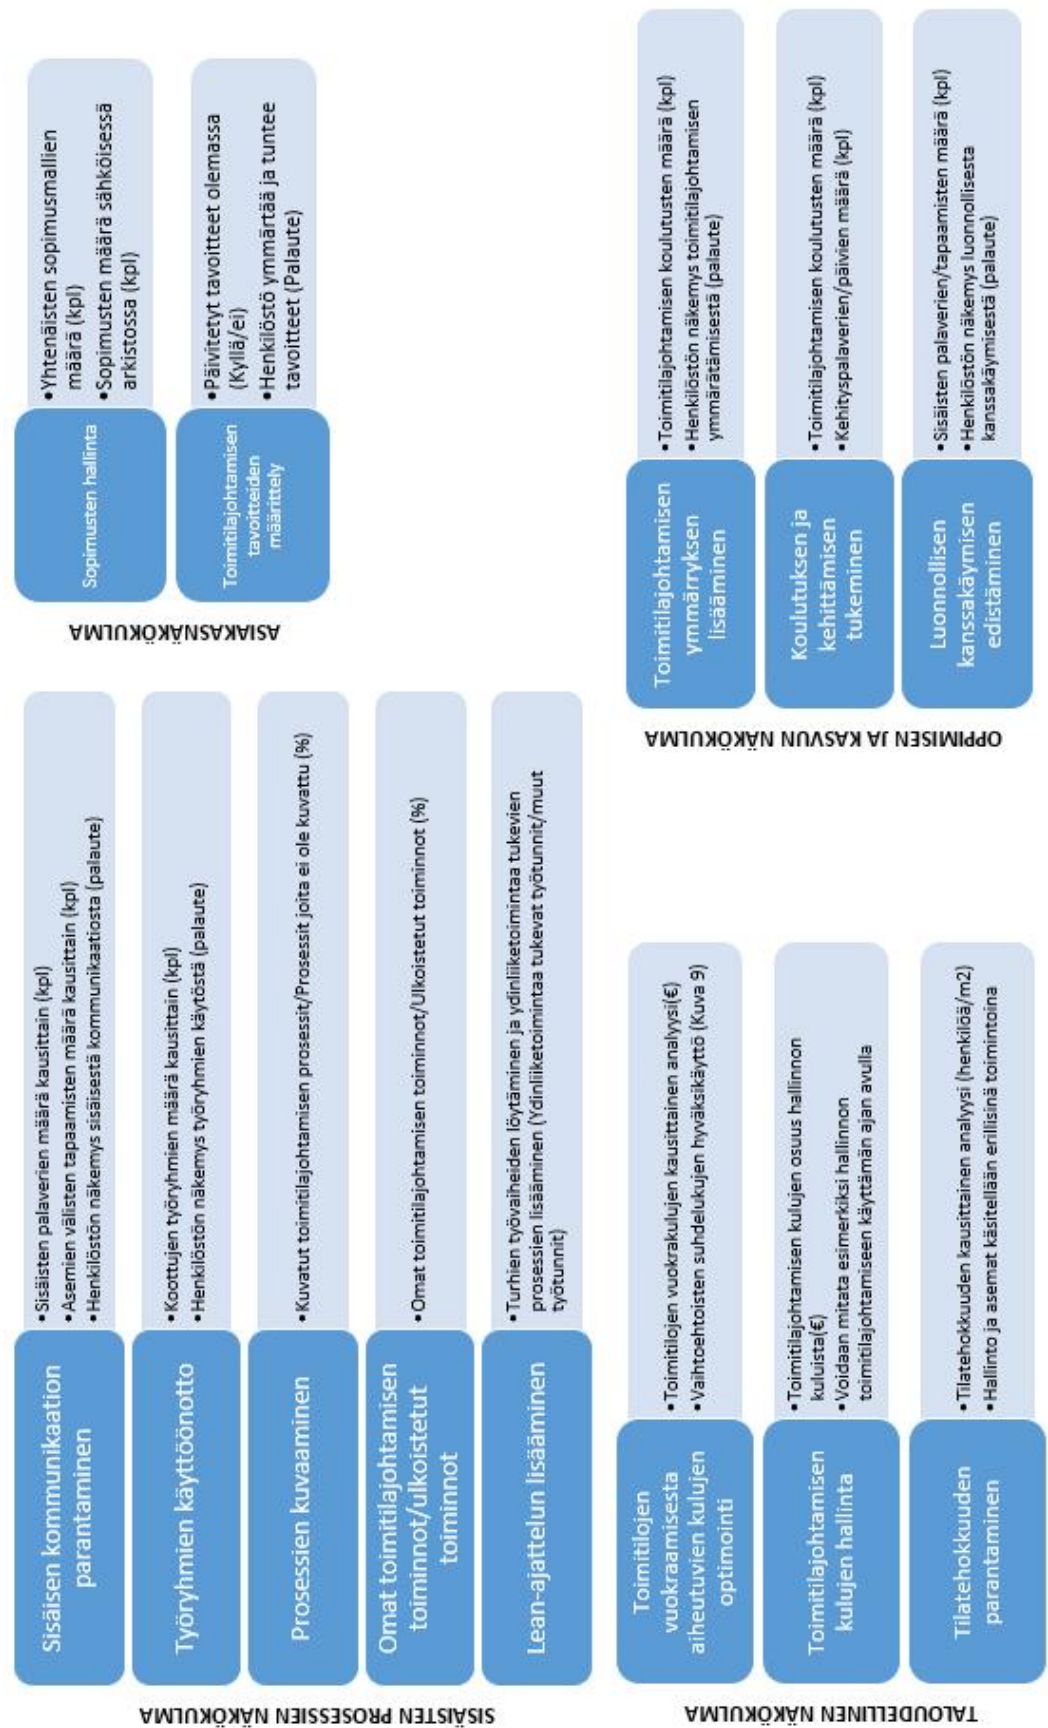 SISÄISTEN PROSESSIEN NÄKÖKULMA
Sisäisen kommunikaation
parantaminen
•Sisäisten palaverien määrä kausittain (kpl)
•Asemien välisten tapaamisten määrä kausittain (kpl)
•Henkilöstön näkemys sisäisestä kommunikaatiosta (palaute)
Työryhmien käyttöönotto
•Koottujen työryhmien määrä kausittain (kpl)
•Henkilöstön näkemys työryhmien käytöstä (palaute)
Prosessien kuvaaminen
•Kuvatut toimitilajohtamisen prosessit/Prosessit joita ei ole kuvattu (%)
Omat toimitilajohtamisen
toiminnot/ulkoistetut
toiminnot
•Omat toimitilajohtamisen toiminnot/Ulkoistetut toiminnot (%)
Lean-ajattelun lisääminen
•Turhien työvaiheiden löytäminen ja ydinliiketoimintaa tukevien
prosessien lisääminen (Ydinliiketoimintaa tukevat työtunnit/muut
työtunnit)
ASIAKASNÄKÖKULMA
Sopimusten hallinta
•Yhtenäisten sopimusmallien
määrä (kpl)
•Sopimusten määrä sähköisessä
arkistossa (kpl)
Toimitilajohtamisen
tavoitteiden
määrittely
•Päivitetyt tavoitteet olemassa
(Kyllä/ei)
•Henkilöstö ymmärtää ja tuntee
tavoitteet (Palaute)
TALOUDELLINEN NÄKÖKULMA
Toimitilojen
vuokraamisesta
aiheutuvien kulujen
optimointi
•Toimitilojen vuokrakulujen kausittainen analyysi(€)
•Vaihtoehtoisten suhdelukujen hyväksikäyttö (Kuva 9)
Toimitilajohtamisen
kulujen hallinta
•Toimitilajohtamisen kulujen osuus hallinnon
kuluista(€)
•Voidaan mitata esimerkiksi hallinnon
toimitilajohtamiseen käyttämän ajan avulla
Tilatehokkuuden
parantaminen
•Tilatehokkuuden kausittainen analyysi (henkilöä/m2)
•Hallinto ja asemat käsitellään erillisinä toimintoina
OPPIMISEN JA KASVUN NÄKÖKULMA
Toimitilajohtamisen
ymmärryksen
lisääminen
•Toimitilajohtamisen koulutusten määrä (kpl)
•Henkilöstön näkemys toimitilajohtamisen
ymmärätämisestä (palaute)
Koulutuksen ja
kehittämisen
tukeminen
•Toimitilajohtamisen koulutusten määrä (kpl)
•Kehityspalaverien/päivien määrä (kpl)
Luonnollisen
kanssakäymisen
edistäminen
•Sisäisten palaverien/tapaamisten määrä (kpl)
•Henkilöstön näkemys luonnollisesta
kanssakäymisestä (palaute)